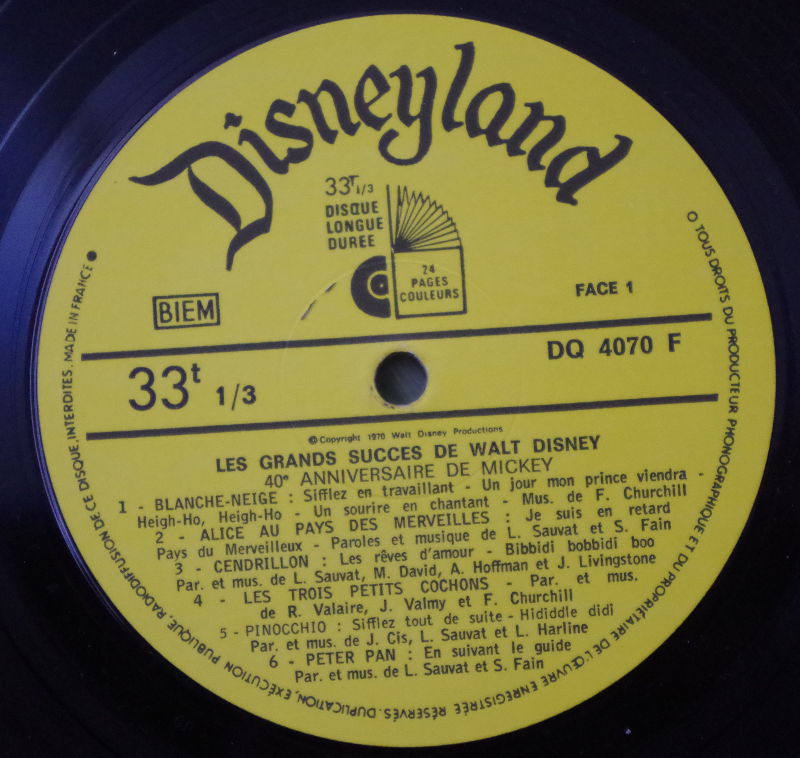 Disneyland
33T 1/3
DISQUE
LONGUE
DUREE
24
PAGES
COULEURS
BIEM
FACE 1
33t 1/3
DQ 4070 F
© Copyright 1970 Walt Disney Productions
LES GRANDS SUCCES DE WALT DISNEY
40e ANNIVERSAIRE DE MICKEY
1 - BLANCHE-NEIGE : Sifflez en travaillant - Un jour mon prince viendra -
Heigh-Ho, Heigh-Ho - Un sourire en chantant - Mus. de F. Churchill
2 - ALICE AU PAYS DES MERVEILLES : Je suis en retard
Pays du Merveilleux - Paroles et musique de L. Sauvat et S. Fain
3 - CENDRILLON : Les rêves d'amour - Bibbidi bobbidi boo
Par. et mus. de L. Sauvat, M. David, A. Hoffman et J. Livingstone
4 - LES TROIS PETITS COCHONS - Par. et mus.
de R. Valaire, J. Valmy et F. Churchill
5 - PINOCCHIO : Sifflez tout de suite - Hididdle didi
Par. et mus. de J. Cis, L. Sauvat et L. Harline
6 - PETER PAN : En suivant le guide
Par. et mus. de L. Sauvat et S. Fain
O TOUS DROITS DU PRODUCTEUR PHONOGRAPHIQUE ET DU PROPRIÉTAIRE DE L'ŒUVRE ENREGISTRÉE RÉSERVÉS. DUPLICATION, EXÉCUTION PUBLIQUE, RADIODIFFUSION DE CE DISQUE, INTERDITES. MADE IN FRANCE ●